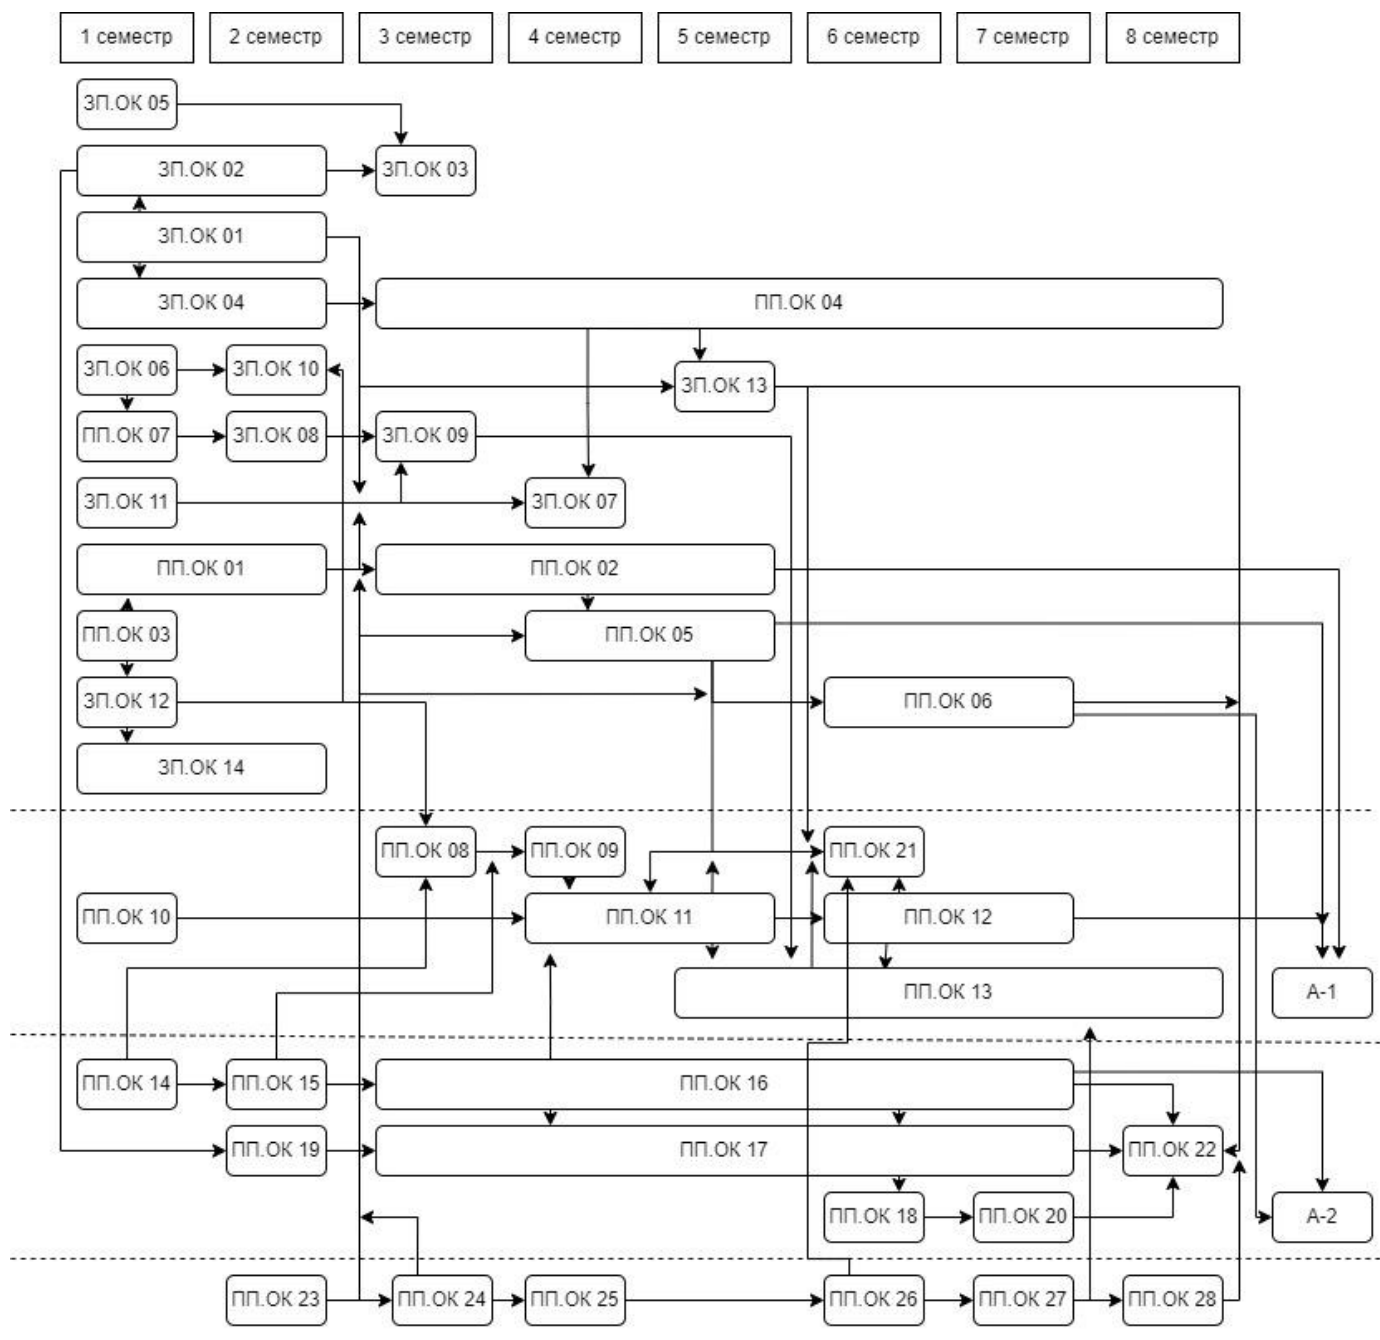 1 семестр 2 семестр 3 семестр 4 семестр 5 семестр 6 семестр 7 семестр 8 семестр
ЗП.ОК 05
ЗП.ОК 02 ЗП.ОК 03
ЗП.ОК 01
ЗП.ОК 04 ПП.ОК 04
ЗП.ОК 06 ЗП.ОК 10 ЗП.ОК 13
ПП.ОК 07 ЗП.ОК 08 ЗП.ОК 09
ЗП.ОК 11 ЗП.ОК 07
ПП.ОК 01 ПП.ОК 02
ПП.ОК 03 ПП.ОК 05
ЗП.ОК 12 ПП.ОК 06
ЗП.ОК 14
ПП.ОК 08 ПП.ОК 09 ПП.ОК 21
ПП.ОК 10 ПП.ОК 11 ПП.ОК 12
ПП.ОК 13 А-1
ПП.ОК 14 ПП.ОК 15 ПП.ОК 16
ПП.ОК 19 ПП.ОК 17 ПП.ОК 22
ПП.ОК 18 ПП.ОК 20 А-2
ПП.ОК 23 ПП.ОК 24 ПП.ОК 25 ПП.ОК 26 ПП.ОК 27 ПП.ОК 28